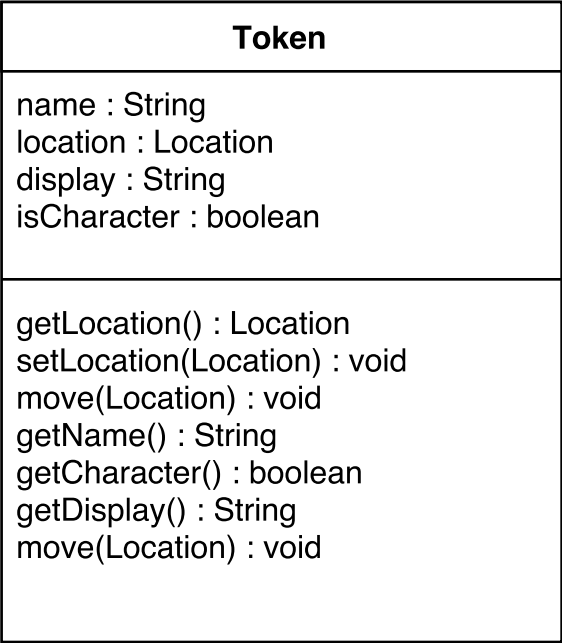 Token
name : String
location : Location
display : String
isCharacter : boolean
getLocation() : Location
setLocation(Location) : void
move(Location) : void
getName() : String
getCharacter() : boolean
getDisplay() : String
move(Location) : void